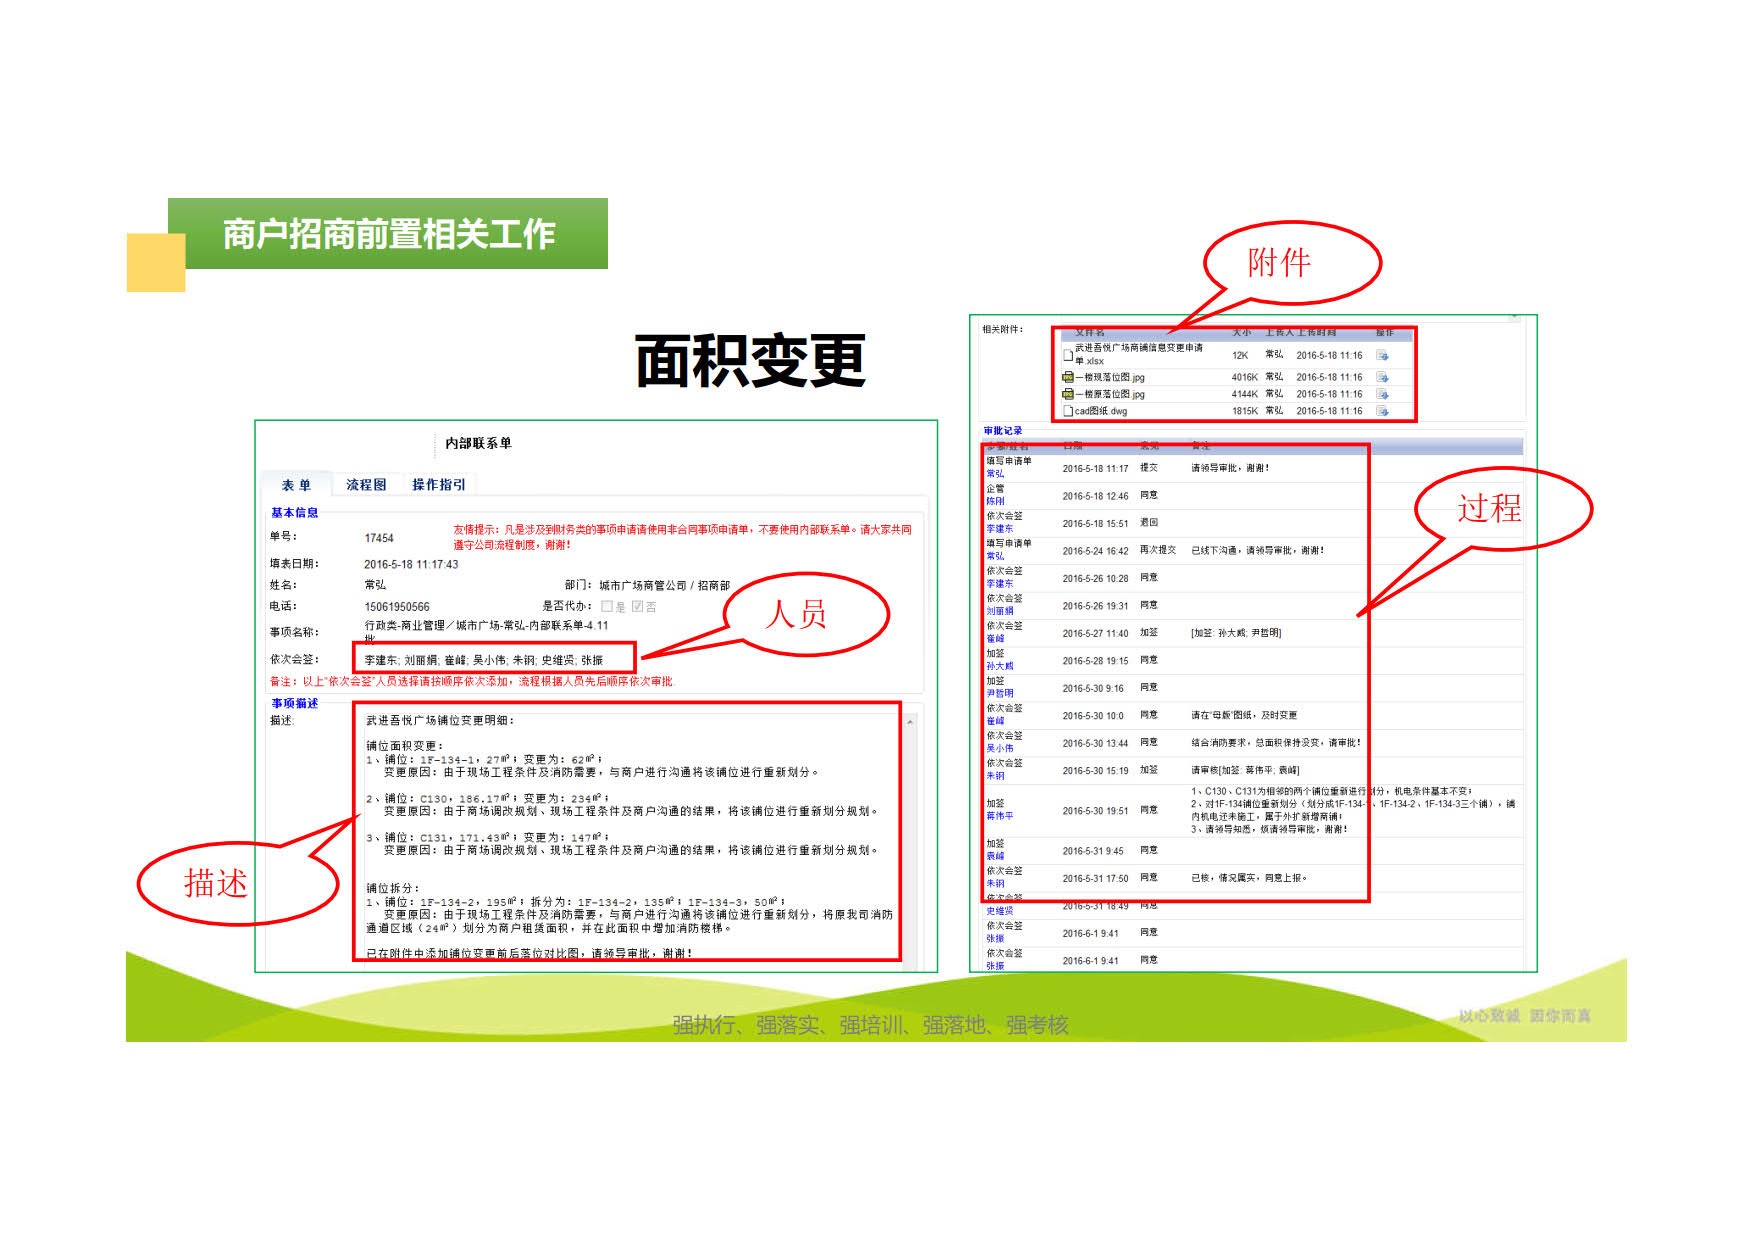 商户招商前置相关工作
面积变更
内部联系单
表 单 流程图 操作指引
基本信息
单号： 17454
友情提示：凡是涉及到财务类的事项申请请使用非合同事项申请单，不要使用内部联系单。请大家共同
遵守公司流程制度，谢谢！
填表日期： 2016-5-18 11:17:43
姓名： 常弘 部门： 城市广场商管公司 / 招商部
电话： 15061950566 是否代办： 是 否
事项名称： 行政类-商业管理／城市广场-常弘-内部联系单-4.11
批
依次会签： 李建东; 刘丽娟; 崔峰; 吴小伟; 朱钢; 史维贤; 张振
备注：以上"依次会签"人员选择请按顺序依次添加，流程根据人员先后顺序依次审批.
人员
事项描述
描述:
武进吾悦广场铺位变更明细：
铺位面积变更：
1、铺位：1F-134-1，27㎡；变更为：62㎡；
变更原因：由于现场工程条件及消防需要，与商户进行沟通将该铺位进行重新划分。
2、铺位：C130，186.17㎡；变更为：234㎡；
变更原因：由于商场调改规划、现场工程条件及商户沟通的结果，将该铺位进行重新划分规划。
3、铺位：C131，171.43㎡；变更为：147㎡；
变更原因：由于商场调改规划、现场工程条件及商户沟通的结果，将该铺位进行重新划分规划。
铺位拆分：
1、铺位：1F-134-2，195㎡；拆分为：1F-134-2，135㎡；1F-134-3，50㎡；
变更原因：由于现场工程条件及消防需要，与商户进行沟通将该铺位进行重新划分，将原我司消防
通道区域（24㎡）划分为商户租赁面积，并在此面积中增加消防楼梯。
已在附件中添加铺位变更前后落位对比图，请领导审批，谢谢！
描述
附件
相关附件：
文件名 大小 上传人 上传时间 操作
武进吾悦广场商铺信息变更申请
单.xlsx 12K 常弘 2016-5-18 11:16
一楼现落位图.jpg 4016K 常弘 2016-5-18 11:16
一楼原落位图.jpg 4144K 常弘 2016-5-18 11:16
cad图纸.dwg 1815K 常弘 2016-5-18 11:16
审批记录
步骤/姓名 日期 意见 备注
填写申请单
常弘 2016-5-18 11:17 提交 请领导审批，谢谢！
企管
陈刚 2016-5-18 12:46 同意
依次会签
李建东 2016-5-18 15:51 退回
填写申请单
常弘 2016-5-24 16:42 再次提交 已线下沟通，请领导审批，谢谢！
依次会签
李建东 2016-5-26 10:28 同意
依次会签
刘丽娟 2016-5-26 19:31 同意
依次会签
崔峰 2016-5-27 11:40 加签 [加签: 孙大威; 尹哲明]
加签
孙大威 2016-5-28 19:15 同意
加签
尹哲明 2016-5-30 9:16 同意
依次会签
崔峰 2016-5-30 10:0 同意 请在"母版"图纸，及时变更
依次会签
吴小伟 2016-5-30 13:44 同意 结合消防要求，总面积保持没变，请审批！
依次会签
朱钢 2016-5-30 15:19 加签 请审核[加签: 蒋伟平; 袁峰]
1、C130、C131为相邻的两个铺位重新进行划分，机电条件基本不变；
加签
蒋伟平 2016-5-30 19:51 同意 2、对1F-134铺位重新划分（划分成1F-134-1、1F-134-2、1F-134-3三个铺），铺
内机电还未施工，属于外扩新增商铺；
3、请领导知悉，烦请领导审批，谢谢！
加签
袁峰 2016-5-31 9:45 同意
依次会签
朱钢 2016-5-31 17:50 同意 已核，情况属实，同意上报。
依次会签
史维贤 2016-5-31 18:49 同意
依次会签
张振 2016-6-1 9:41 同意
依次会签
张振 2016-6-1 9:41 同意
过程
强执行、强落实、强培训、强落地、强考核
以心致诚 因你而真